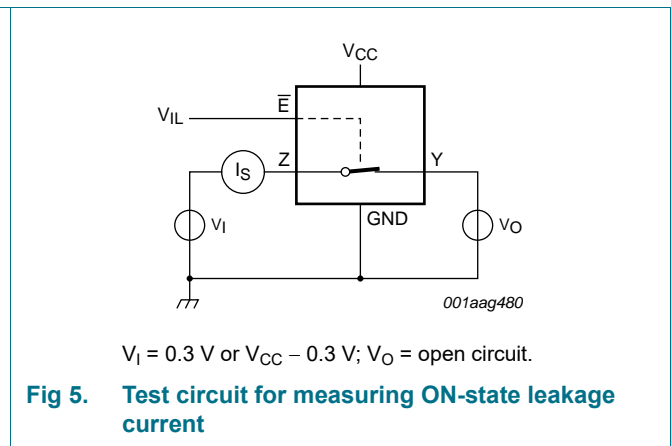 VCC
E
VIL
IS
Z
Y
GND
VI
VO
001aag480
VI = 0.3 V or VCC − 0.3 V; VO = open circuit.
Fig 5. Test circuit for measuring ON-state leakage
current